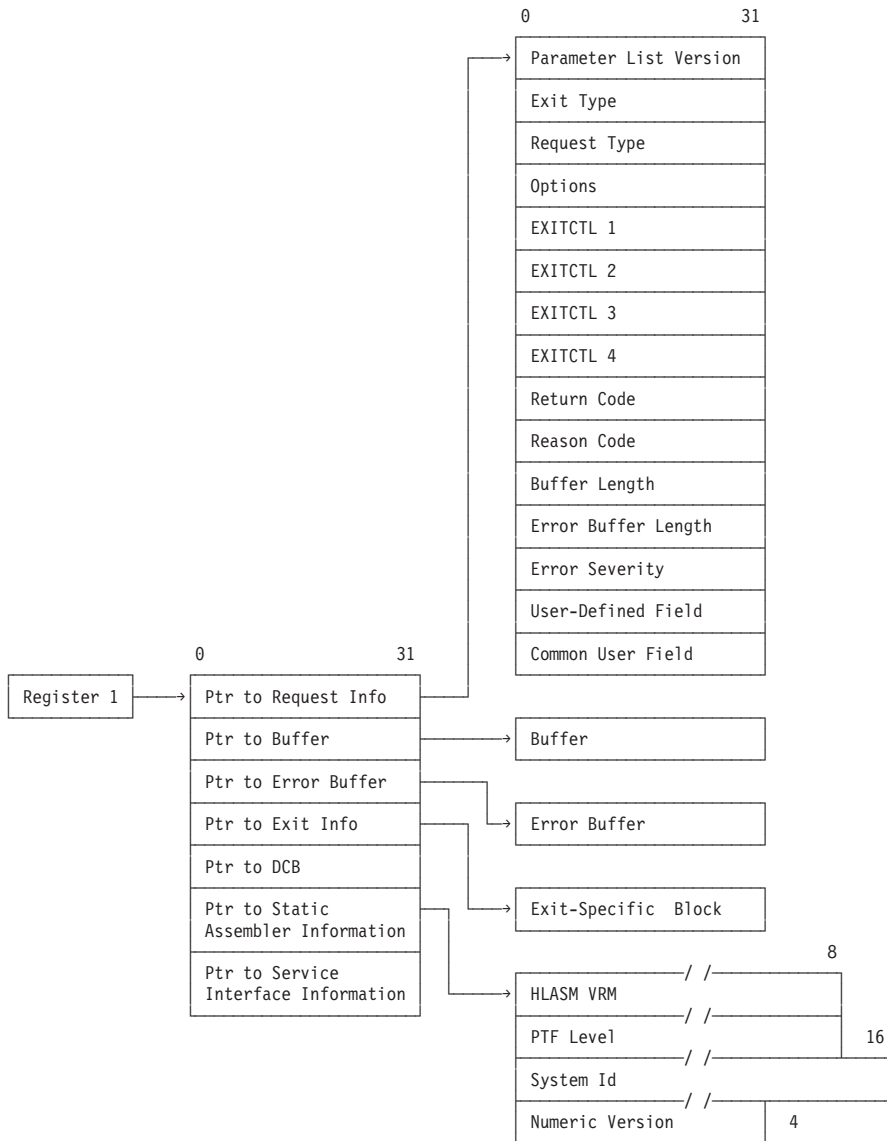 0 31
Parameter List Version
Exit Type
Request Type
Options
EXITCTL 1
EXITCTL 2
EXITCTL 3
EXITCTL 4
Return Code
Reason Code
Buffer Length
Error Buffer Length
Error Severity
User-Defined Field
Common User Field
0 31
Register 1
Ptr to Request Info
Ptr to Buffer
Buffer
Ptr to Error Buffer
Ptr to Exit Info
Error Buffer
Ptr to DCB
Ptr to Static
Assembler Information
Exit-Specific Block
Ptr to Service
Interface Information
8
HLASM VRM
PTF Level
16
System Id
Numeric Version
4